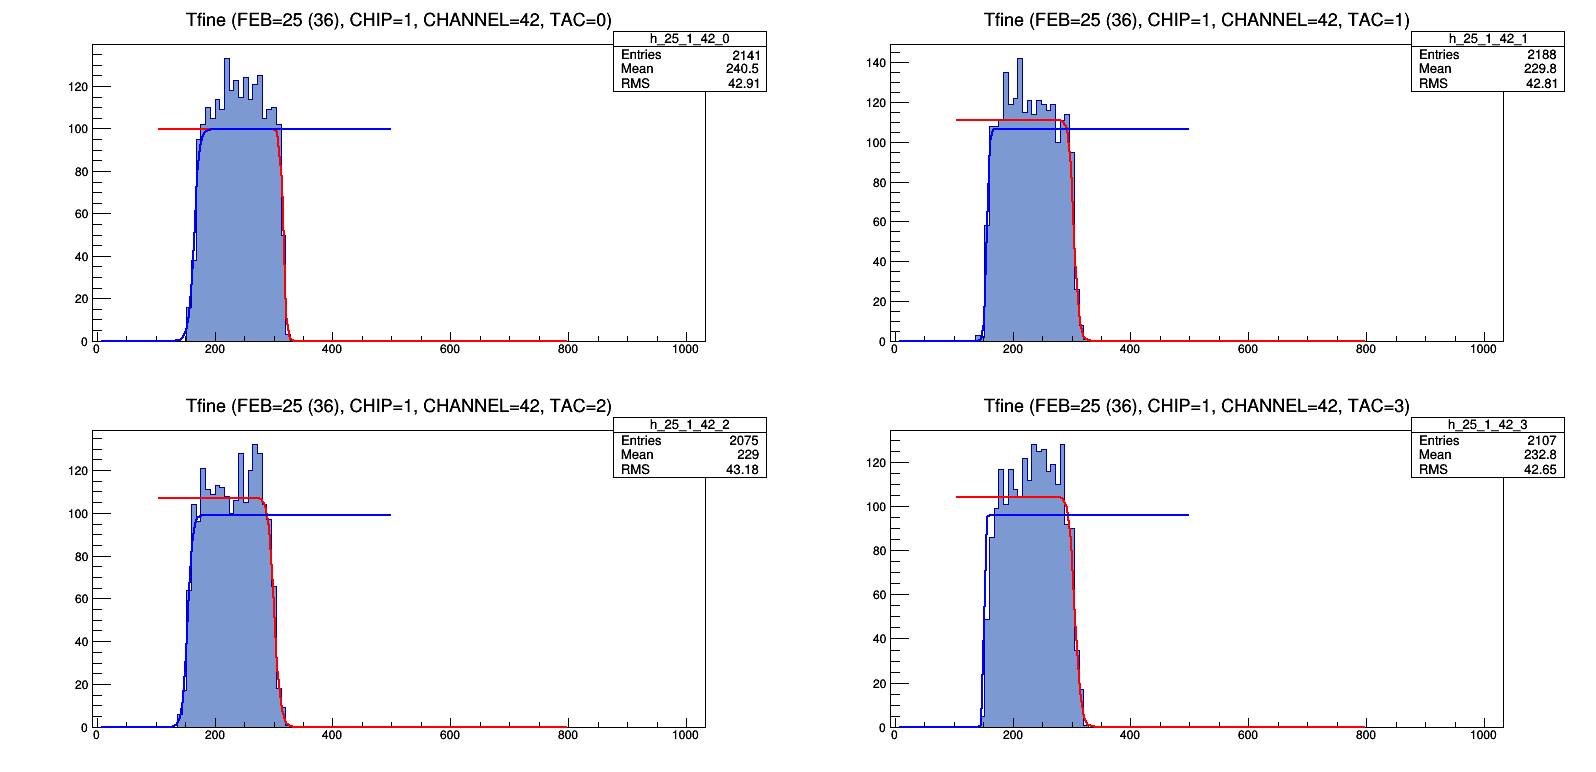 Tfine (FEB=25 (36), CHIP=1, CHANNEL=42, TAC=0)
h_25_1_42_0
Entries 2141
Mean 240.5
RMS 42.91
120
100
80
60
40
20
0
0 200 400 600 800 1000
Tfine (FEB=25 (36), CHIP=1, CHANNEL=42, TAC=1)
h_25_1_42_1
Entries 2188
Mean 229.8
RMS 42.81
140
120
100
80
60
40
20
0
0 200 400 600 800 1000
Tfine (FEB=25 (36), CHIP=1, CHANNEL=42, TAC=2)
h_25_1_42_2
Entries 2075
Mean 229
RMS 43.18
120
100
80
60
40
20
0
0 200 400 600 800 1000
Tfine (FEB=25 (36), CHIP=1, CHANNEL=42, TAC=3)
h_25_1_42_3
Entries 2107
Mean 232.8
RMS 42.65
120
100
80
60
40
20
0
0 200 400 600 800 1000